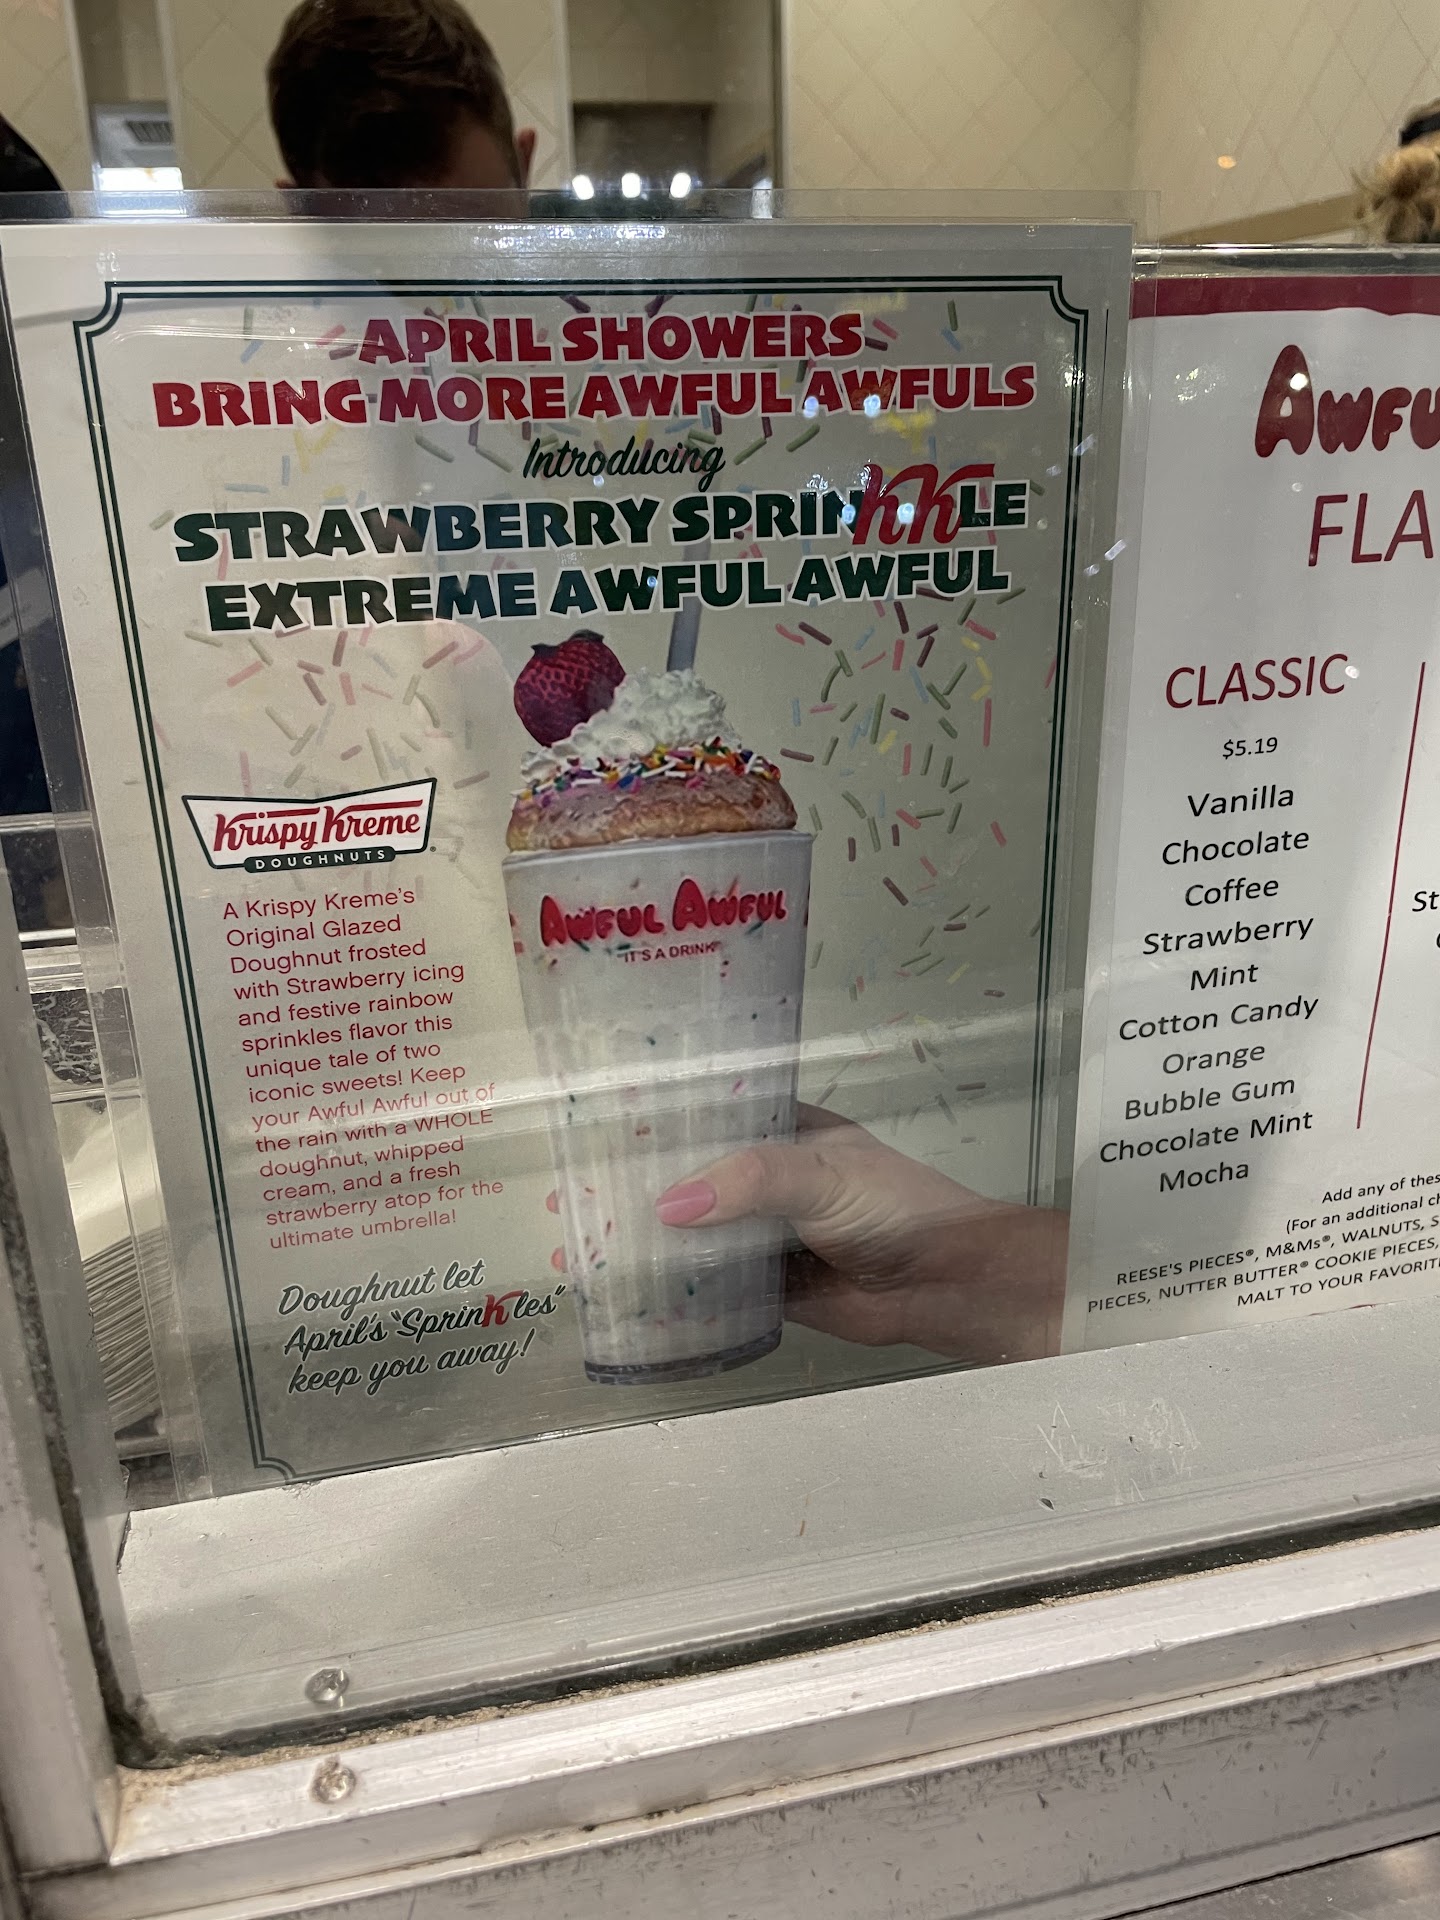 APRIL SHOWERS
BRING MORE AWFUL AWFULS
Introducing
STRAWBERRY SPRINKKLE
EXTREME AWFUL AWFUL
Krispy Kreme
DOUGHNUTS
A Krispy Kreme's
Original Glazed
Doughnut frosted
with Strawberry icing
and festive rainbow
sprinkles flavor this
unique tale of two
iconic sweets! Keep
your Awful Awful out of
the rain with a WHOLE
doughnut, whipped
cream, and a fresh
strawberry atop for the
ultimate umbrella!
Doughnut let
April's "Sprinkles"
keep you away!
AWFUL AWFUL
"IT'S A DRINK"
AWFU
FLA
CLASSIC
$5.19
Vanilla
Chocolate
Coffee
Strawberry
Mint
Cotton Candy
Orange
Bubble Gum
Chocolate Mint
Mocha
St
Add any of thes
(For an additional ch
REESE'S PIECES®, M&Ms®, WALNUTS, S
PIECES, NUTTER BUTTER® COOKIE PIECES,
MALT TO YOUR FAVORIT